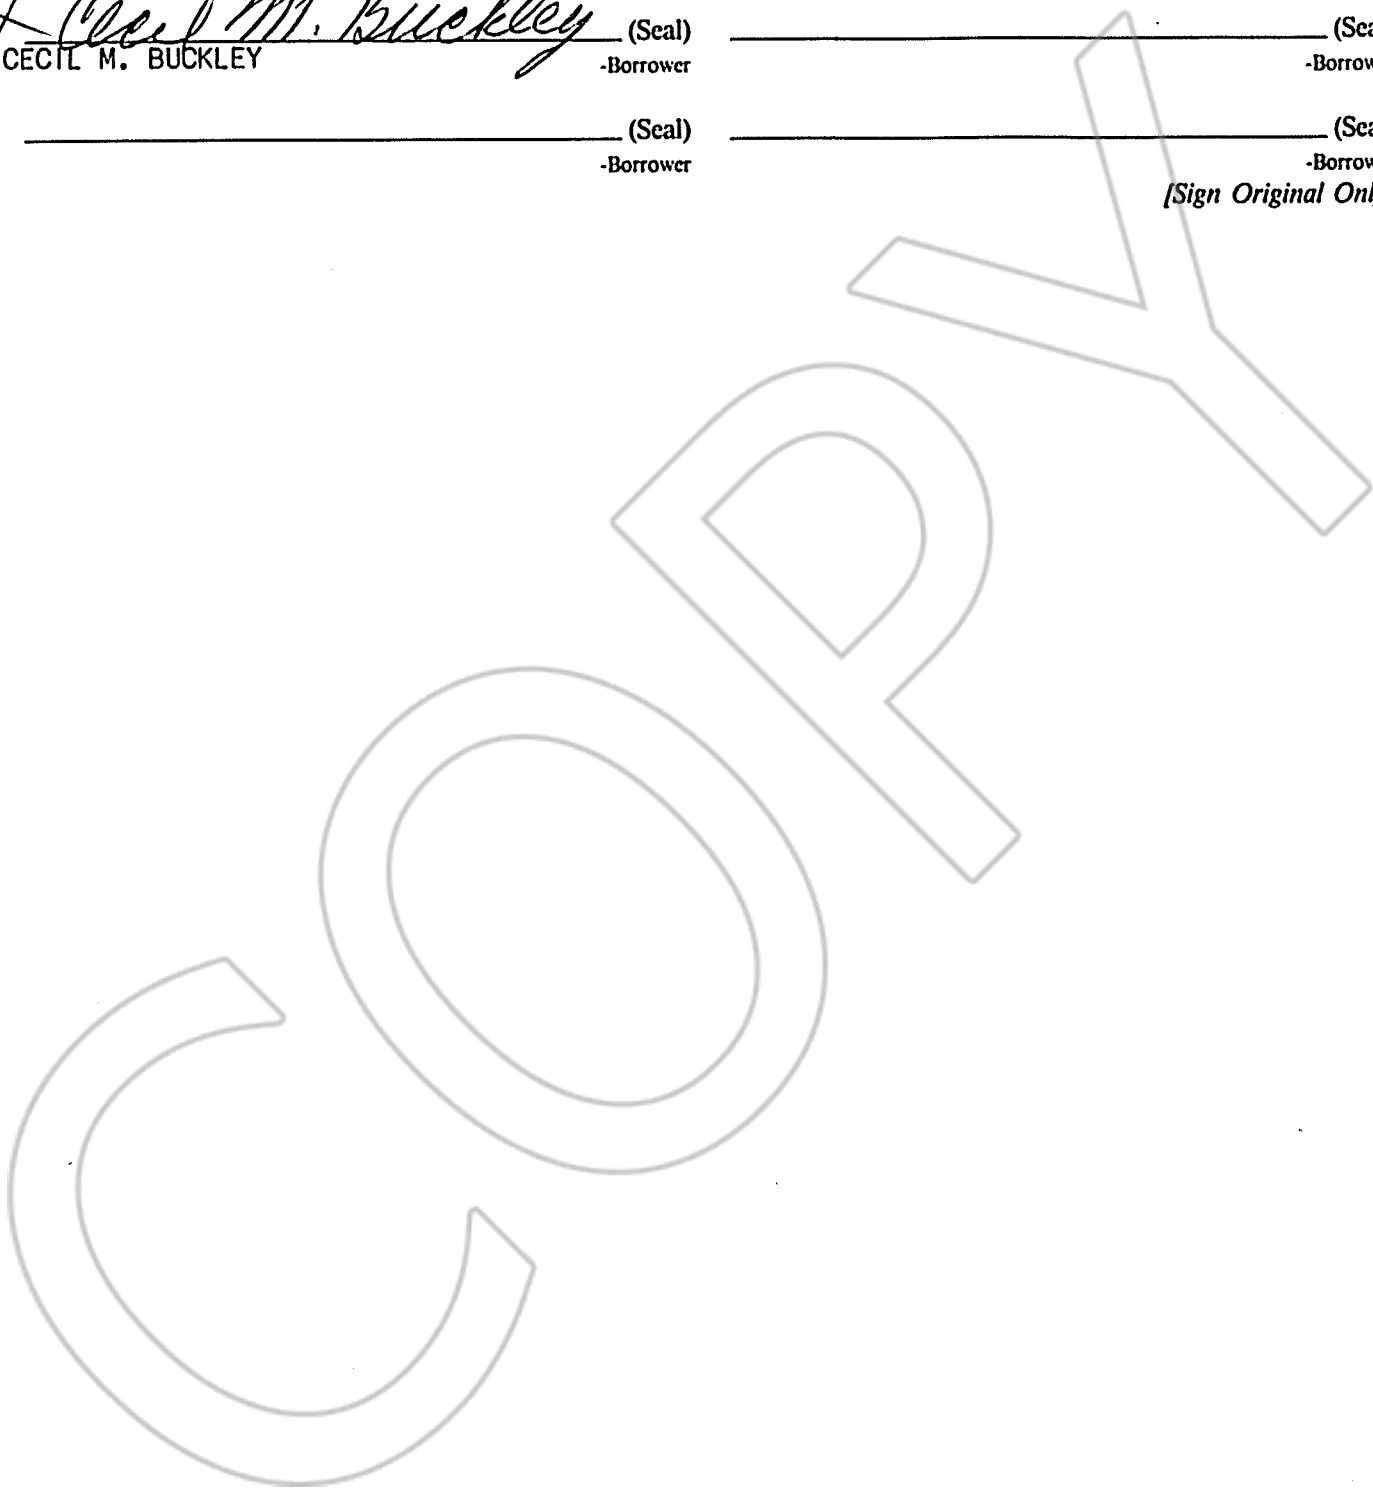 Cecil M. Buckley (Seal) (Sea
CECIL M. BUCKLEY -Borrower -Borrow
(Seal) (Sea
-Borrower -Borrow
[Sign Original Onl
COPY